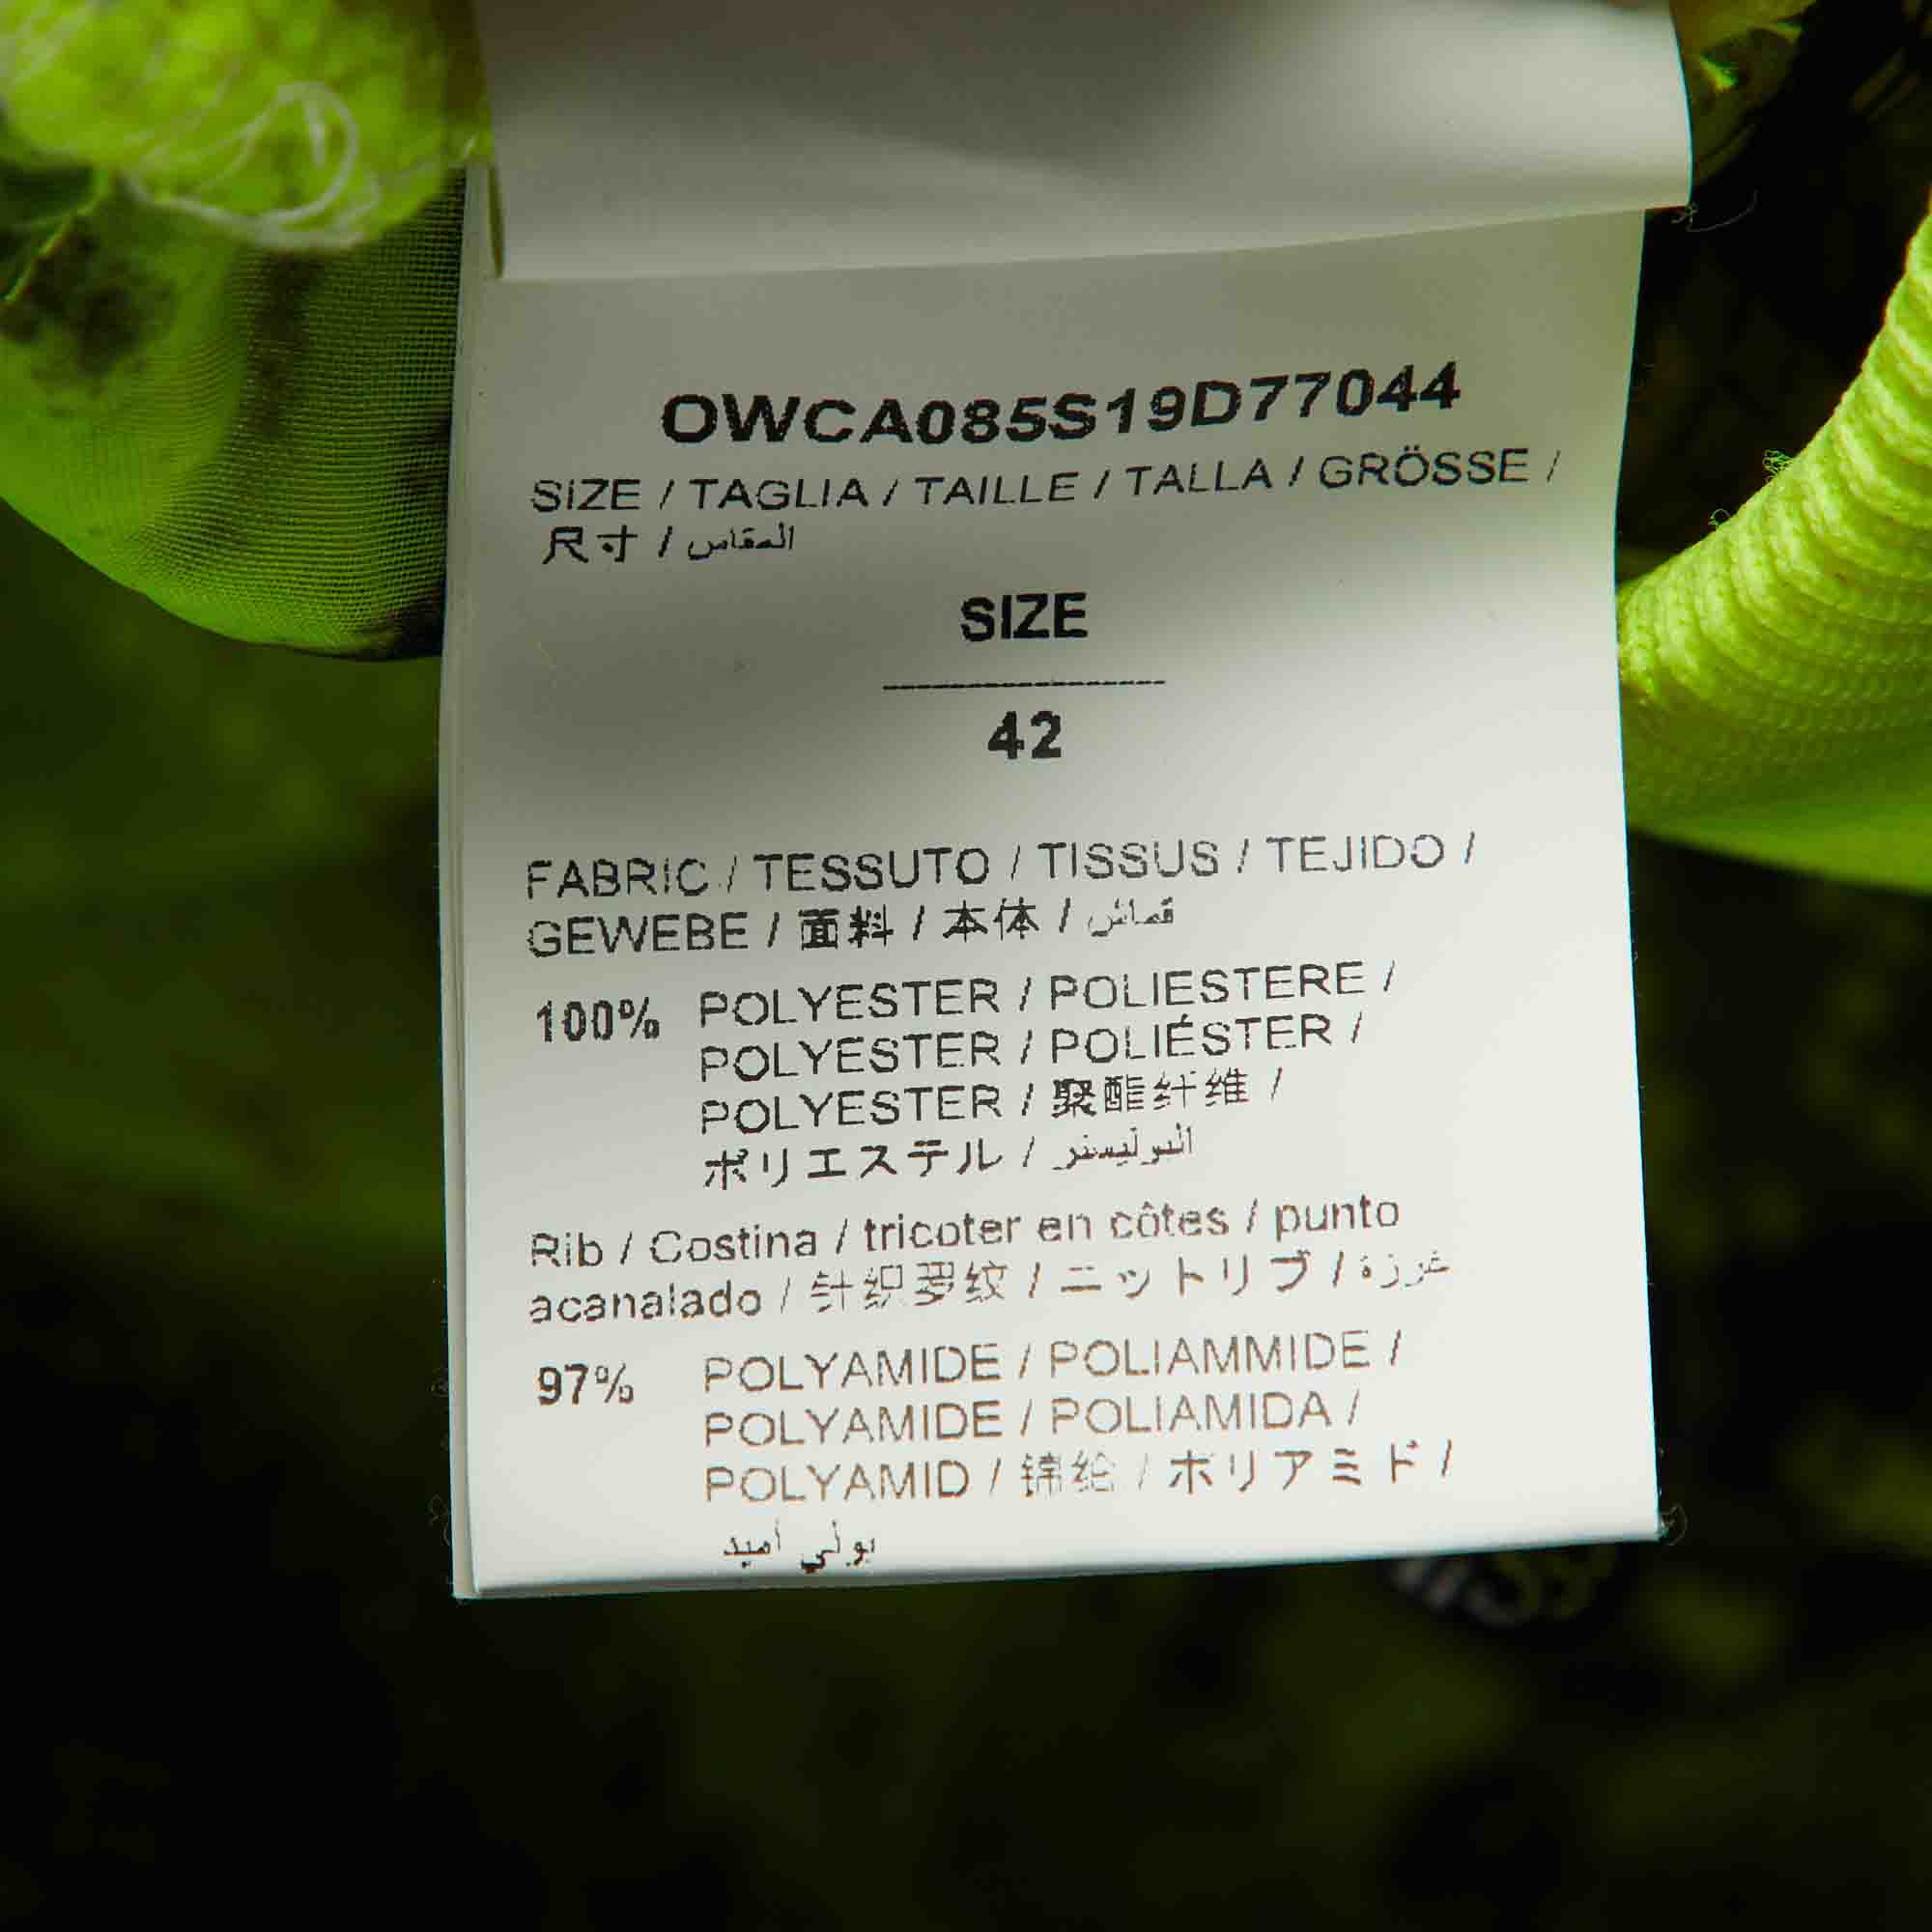 OWCA085S19D77044
SIZE / TAGLIA / TAILLE / TALLA / GRÖSSE /
尺寸 / المقاس
SIZE
42
FABRIC / TESSUTO / TISSUS / TEJIDO /
GEWEBE / 面料 / 本体 / قماش
100% POLYESTER / POLIESTERE /
POLYESTER / POLIÉSTER /
POLYESTER / 聚酯纤维 /
ポリエステル / البوليستر
Rib / Costina / tricoter en côtes / punto
acanalado / 针织罗纹 / ニットリブ / غرزة
97% POLYAMIDE / POLIAMMIDE /
POLYAMIDE / POLIAMIDA /
POLYAMID / 锦纶 / ポリアミド /
بولي أميد